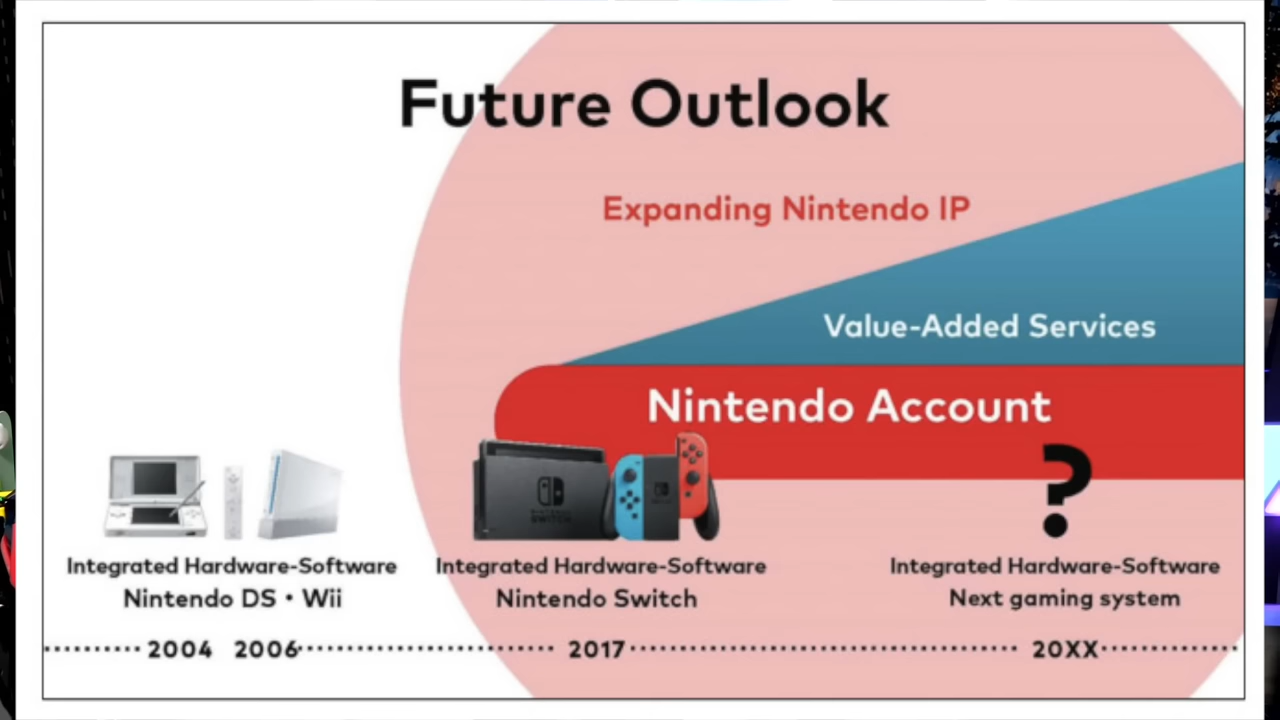 Future Outlook
Expanding Nintendo IP
Value-Added Services
Nintendo Account
?
Integrated Hardware-Software
Nintendo DS・Wii
Integrated Hardware-Software
Nintendo Switch
Integrated Hardware-Software
Next gaming system
2004 2006 2017 20XX